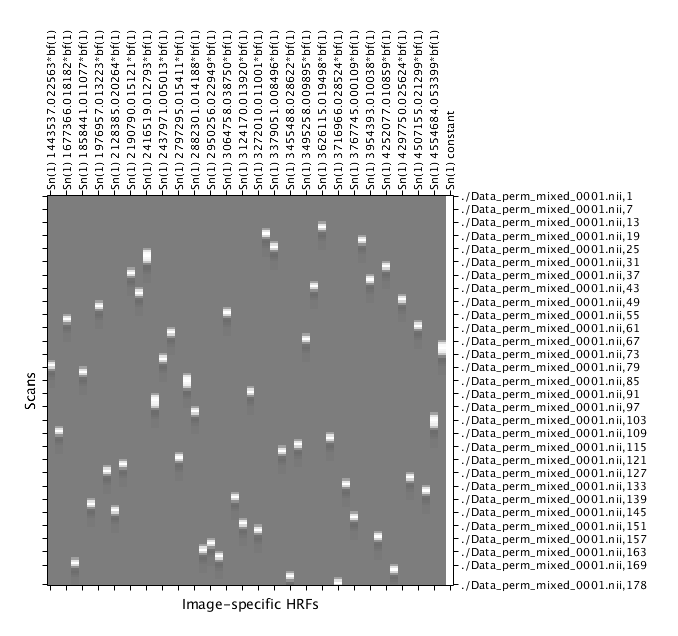 Sn(1) 1443537.022563*bf(1)
Sn(1) 1677366.018182*bf(1)
Sn(1) 1858441.011077*bf(1)
Sn(1) 1976957.013223*bf(1)
Sn(1) 2128385.020264*bf(1)
Sn(1) 2190790.015121*bf(1)
Sn(1) 2416519.012793*bf(1)
Sn(1) 2437971.005013*bf(1)
Sn(1) 2797295.015411*bf(1)
Sn(1) 2882301.014188*bf(1)
Sn(1) 2950256.022949*bf(1)
Sn(1) 3064758.038750*bf(1)
Sn(1) 3124170.013920*bf(1)
Sn(1) 3272010.011001*bf(1)
Sn(1) 3379051.008496*bf(1)
Sn(1) 3455488.028622*bf(1)
Sn(1) 3495258.009895*bf(1)
Sn(1) 3626115.019498*bf(1)
Sn(1) 3716966.028524*bf(1)
Sn(1) 3767745.000109*bf(1)
Sn(1) 3954393.010038*bf(1)
Sn(1) 4252077.010859*bf(1)
Sn(1) 4297750.025624*bf(1)
Sn(1) 4507155.021299*bf(1)
Sn(1) 4554684.053399*bf(1)
Sn(1) constant
./Data_perm_mixed_0001.nii,1
./Data_perm_mixed_0001.nii,7
./Data_perm_mixed_0001.nii,13
./Data_perm_mixed_0001.nii,19
./Data_perm_mixed_0001.nii,25
./Data_perm_mixed_0001.nii,31
./Data_perm_mixed_0001.nii,37
./Data_perm_mixed_0001.nii,43
./Data_perm_mixed_0001.nii,49
./Data_perm_mixed_0001.nii,55
./Data_perm_mixed_0001.nii,61
./Data_perm_mixed_0001.nii,67
./Data_perm_mixed_0001.nii,73
./Data_perm_mixed_0001.nii,79
./Data_perm_mixed_0001.nii,85
./Data_perm_mixed_0001.nii,91
./Data_perm_mixed_0001.nii,97
./Data_perm_mixed_0001.nii,103
./Data_perm_mixed_0001.nii,109
./Data_perm_mixed_0001.nii,115
./Data_perm_mixed_0001.nii,121
./Data_perm_mixed_0001.nii,127
./Data_perm_mixed_0001.nii,133
./Data_perm_mixed_0001.nii,139
./Data_perm_mixed_0001.nii,145
./Data_perm_mixed_0001.nii,151
./Data_perm_mixed_0001.nii,157
./Data_perm_mixed_0001.nii,163
./Data_perm_mixed_0001.nii,169
./Data_perm_mixed_0001.nii,178
Scans
Image-specific HRFs